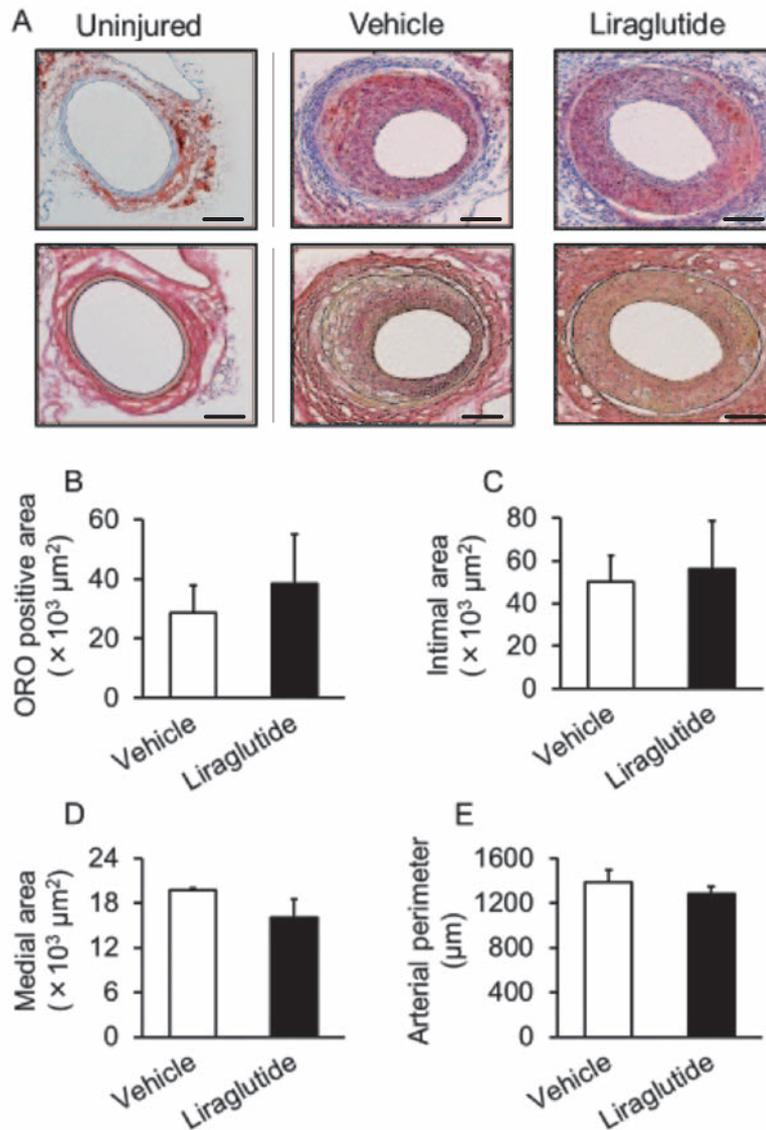 A
Uninjured Vehicle Liraglutide
B
ORO positive area
(×10³ µm²)
60
40
20
0
Vehicle
Liraglutide
C
Intimal area
(×10³ µm²)
80
60
40
20
0
Vehicle
Liraglutide
D
Medial area
(×10³ µm²)
24
18
12
6
0
Vehicle
Liraglutide
E
Arterial perimeter
(µm)
1600
1200
800
400
0
Vehicle
Liraglutide